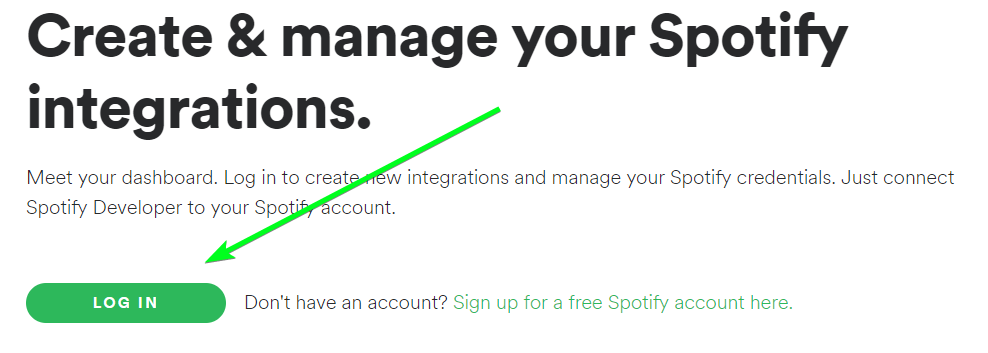 Create & manage your Spotify
integrations.
Meet your dashboard. Log in to create new integrations and manage your Spotify credentials. Just connect
Spotify Developer to your Spotify account.
LOG IN
Don't have an account? Sign up for a free Spotify account here.